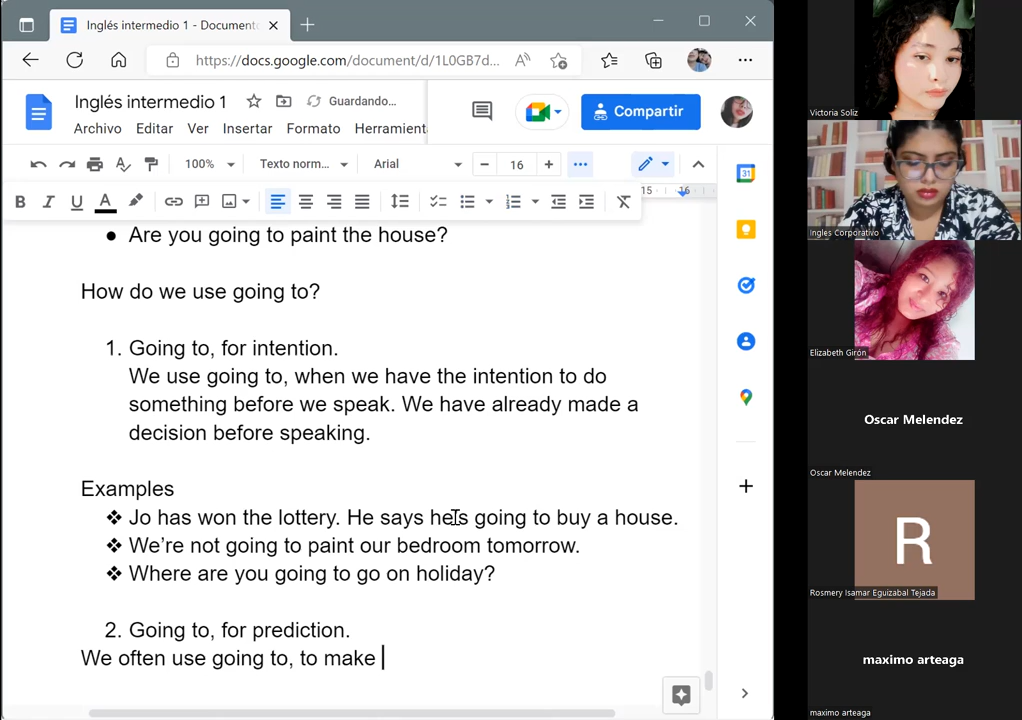 Inglés intermedio 1 - Document
https://docs.google.com/document/d/1L0GB7d...
Inglés intermedio 1
Guardando...
Compartir
Archivo Editar Ver Insertar Formato Herramient
100% Texto norm... Arial 16
15 16
31
● Are you going to paint the house?
How do we use going to?
1. Going to, for intention.
We use going to, when we have the intention to do
something before we speak. We have already made a
decision before speaking.
Examples
❖ Jo has won the lottery. He says he's going to buy a house.
❖ We're not going to paint our bedroom tomorrow.
❖ Where are you going to go on holiday?
2. Going to, for prediction.
We often use going to, to make
Victoria Soliz
Ingles Corporativo
Elizabeth Girón
Oscar Melendez
Oscar Melendez
R
Rosmery Isamar Eguizabal Tejada
maximo arteaga
maximo arteaga